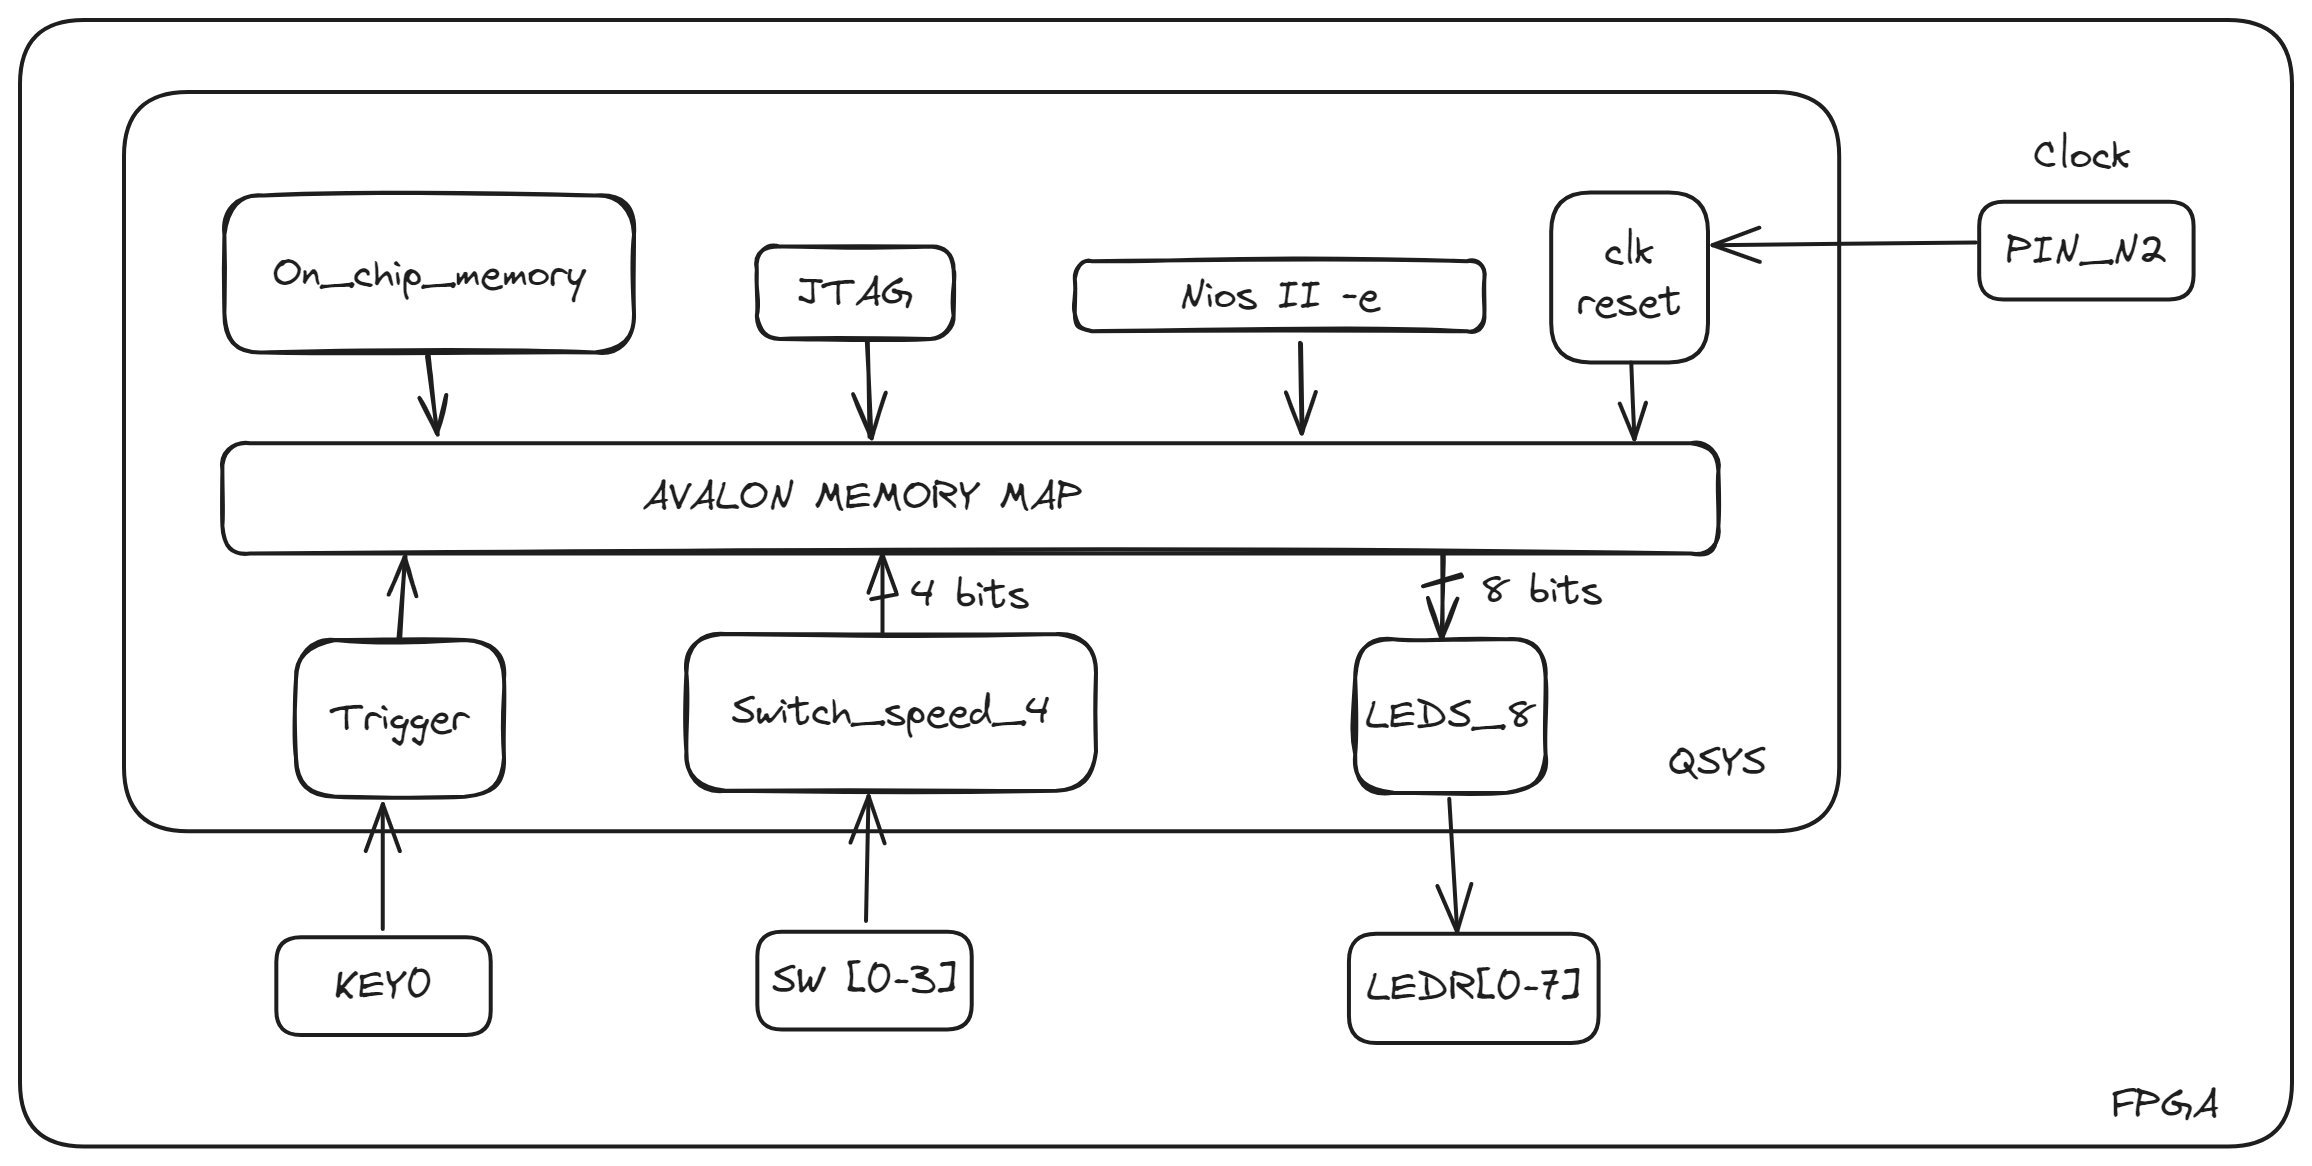 Clock
On_chip_memory
JTAG
Nios II -e
clk
reset
PIN_N2
AVALON MEMORY MAP
4 bits
8 bits
Trigger
Switch_speed_4
LEDS_8
QSYS
KEY0
SW [0-3]
LEDR[0-7]
FPGA